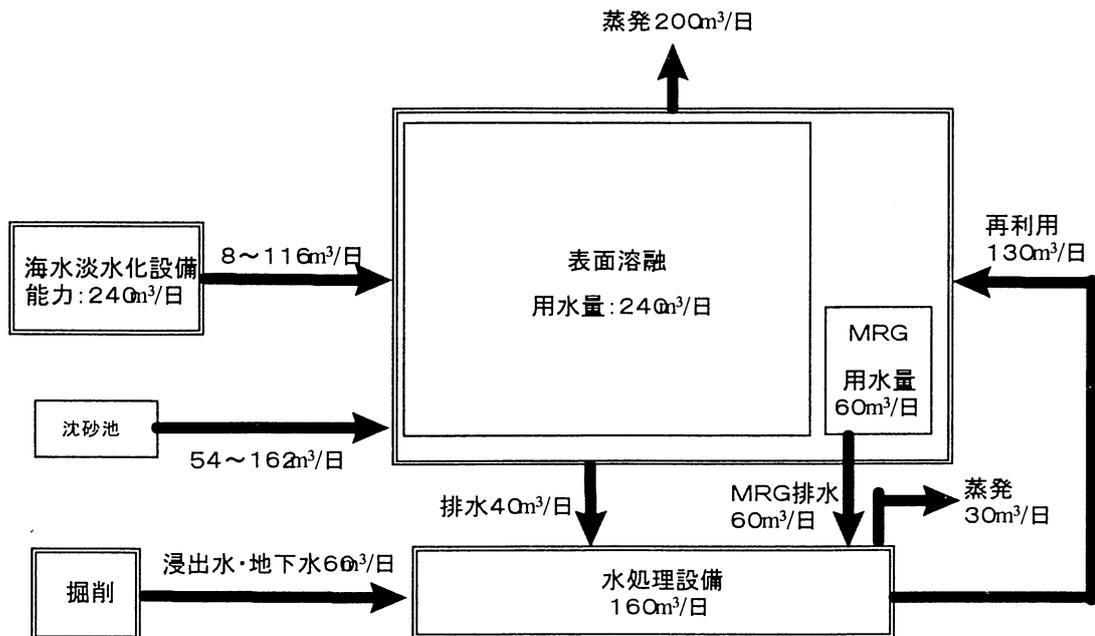 蒸発200m³/日
海水淡水化設備
能力:240m³/日
8～116m³/日
表面溶融
用水量:240m³/日
再利用
130m³/日
MRG
用水量
60m³/日
沈砂池
54～162m³/日
排水40m³/日
MRG排水
60m³/日
蒸発
30m³/日
掘削
浸出水・地下水60m³/日
水処理設備
160m³/日